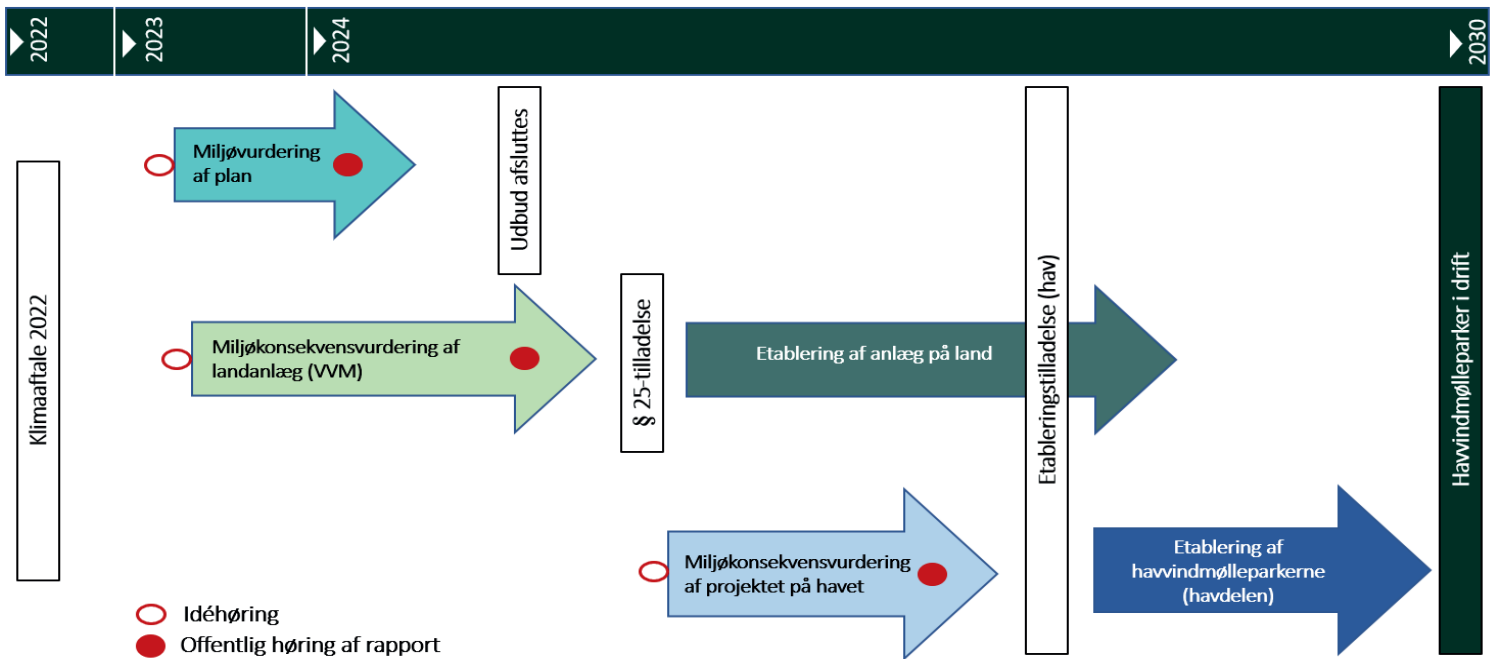 2022
2023
2024
2030
Klimaaftale 2022
Miljøvurdering
af plan
Udbud afsluttes
Miljøkonsekvensvurdering af
landanlæg (VVM)
§ 25-tilladelse
Etablering af anlæg på land
Miljøkonsekvensvurdering
af projektet på havet
Etableringstilladelse (hav)
Etablering af
havvindmølleparkerne
(havdelen)
Havvindmølleparker i drift
Idéhøring
Offentlig høring af rapport